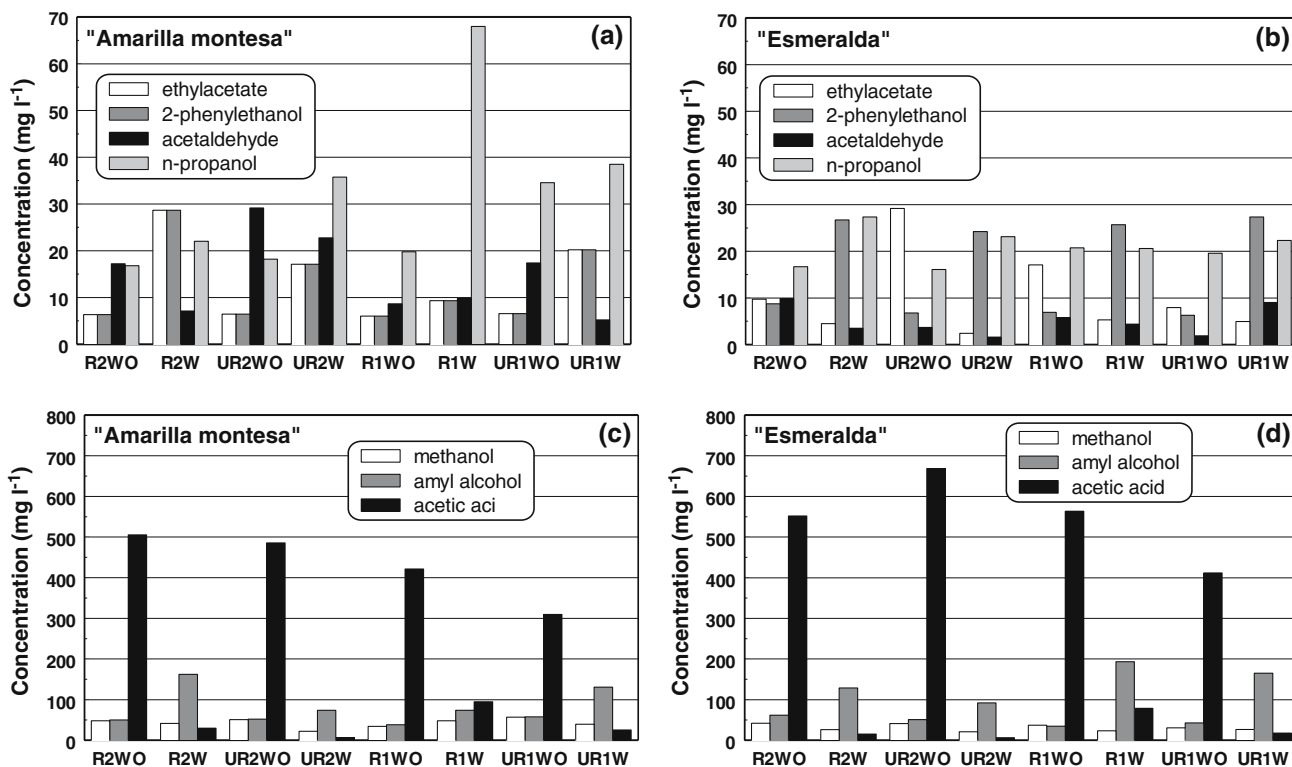 "Amarilla montesa"
(a)
ethylacetate
2-phenylethanol
acetaldehyde
n-propanol
Concentration (mg l⁻¹)
70
60
50
40
30
20
10
0
R2WO R2W UR2WO UR2W R1WO R1W UR1WO UR1W
"Esmeralda"
(b)
ethylacetate
2-phenylethanol
acetaldehyde
n-propanol
Concentration (mg l⁻¹)
70
60
50
40
30
20
10
0
R2WO R2W UR2WO UR2W R1WO R1W UR1WO UR1W
"Amarilla montesa"
(c)
methanol
amyl alcohol
acetic aci
Concentration (mg l⁻¹)
800
700
600
500
400
300
200
100
0
R2WO R2W UR2WO UR2W R1WO R1W UR1WO UR1W
"Esmeralda"
(d)
methanol
amyl alcohol
acetic acid
Concentration (mg l⁻¹)
800
700
600
500
400
300
200
100
0
R2WO R2W UR2WO UR2W R1WO R1W UR1WO UR1W